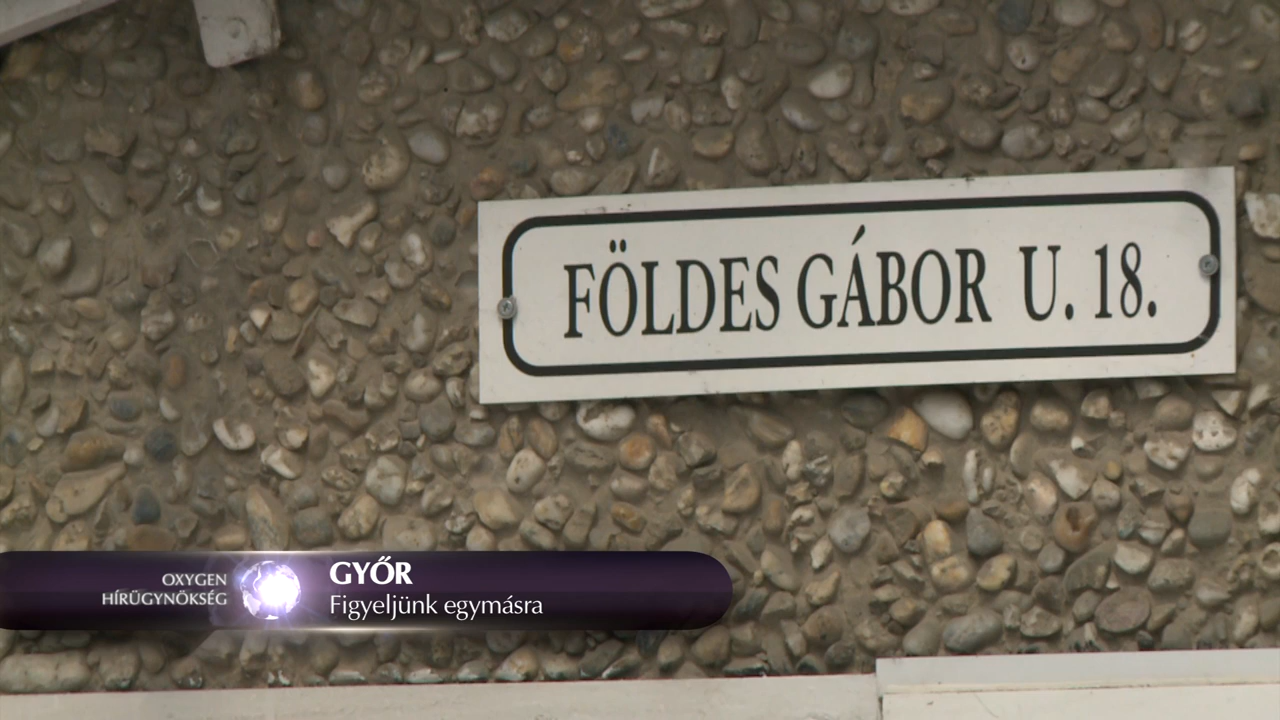 FÖLDES GÁBOR U. 18.
OXYGEN
HÍRÜGYNÖKSÉG
GYŐR
Figyeljünk egymásra